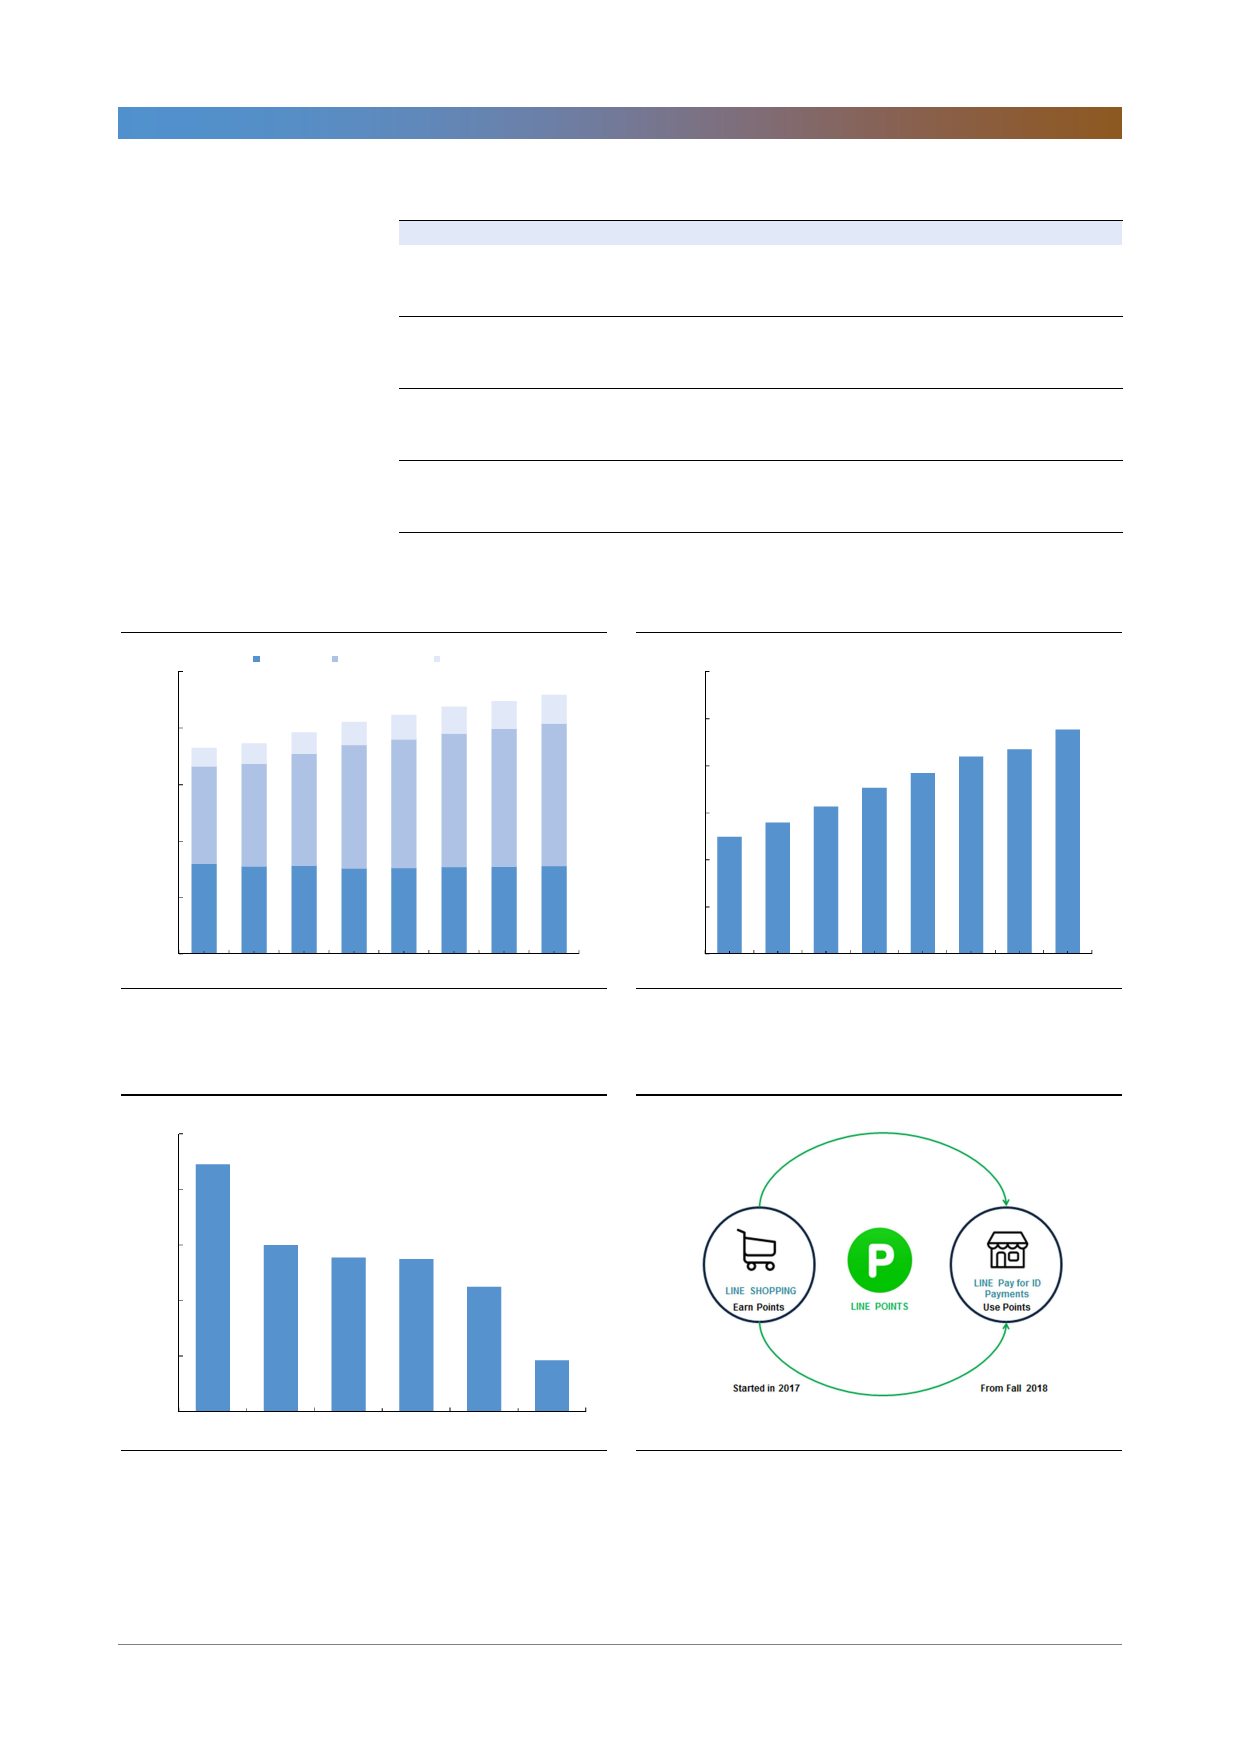 LINE SHOPPING
Earn Points
P
LINE POINTS
LINE Pay for ID
Payments
Use Points
Started in 2017
From Fall 2018